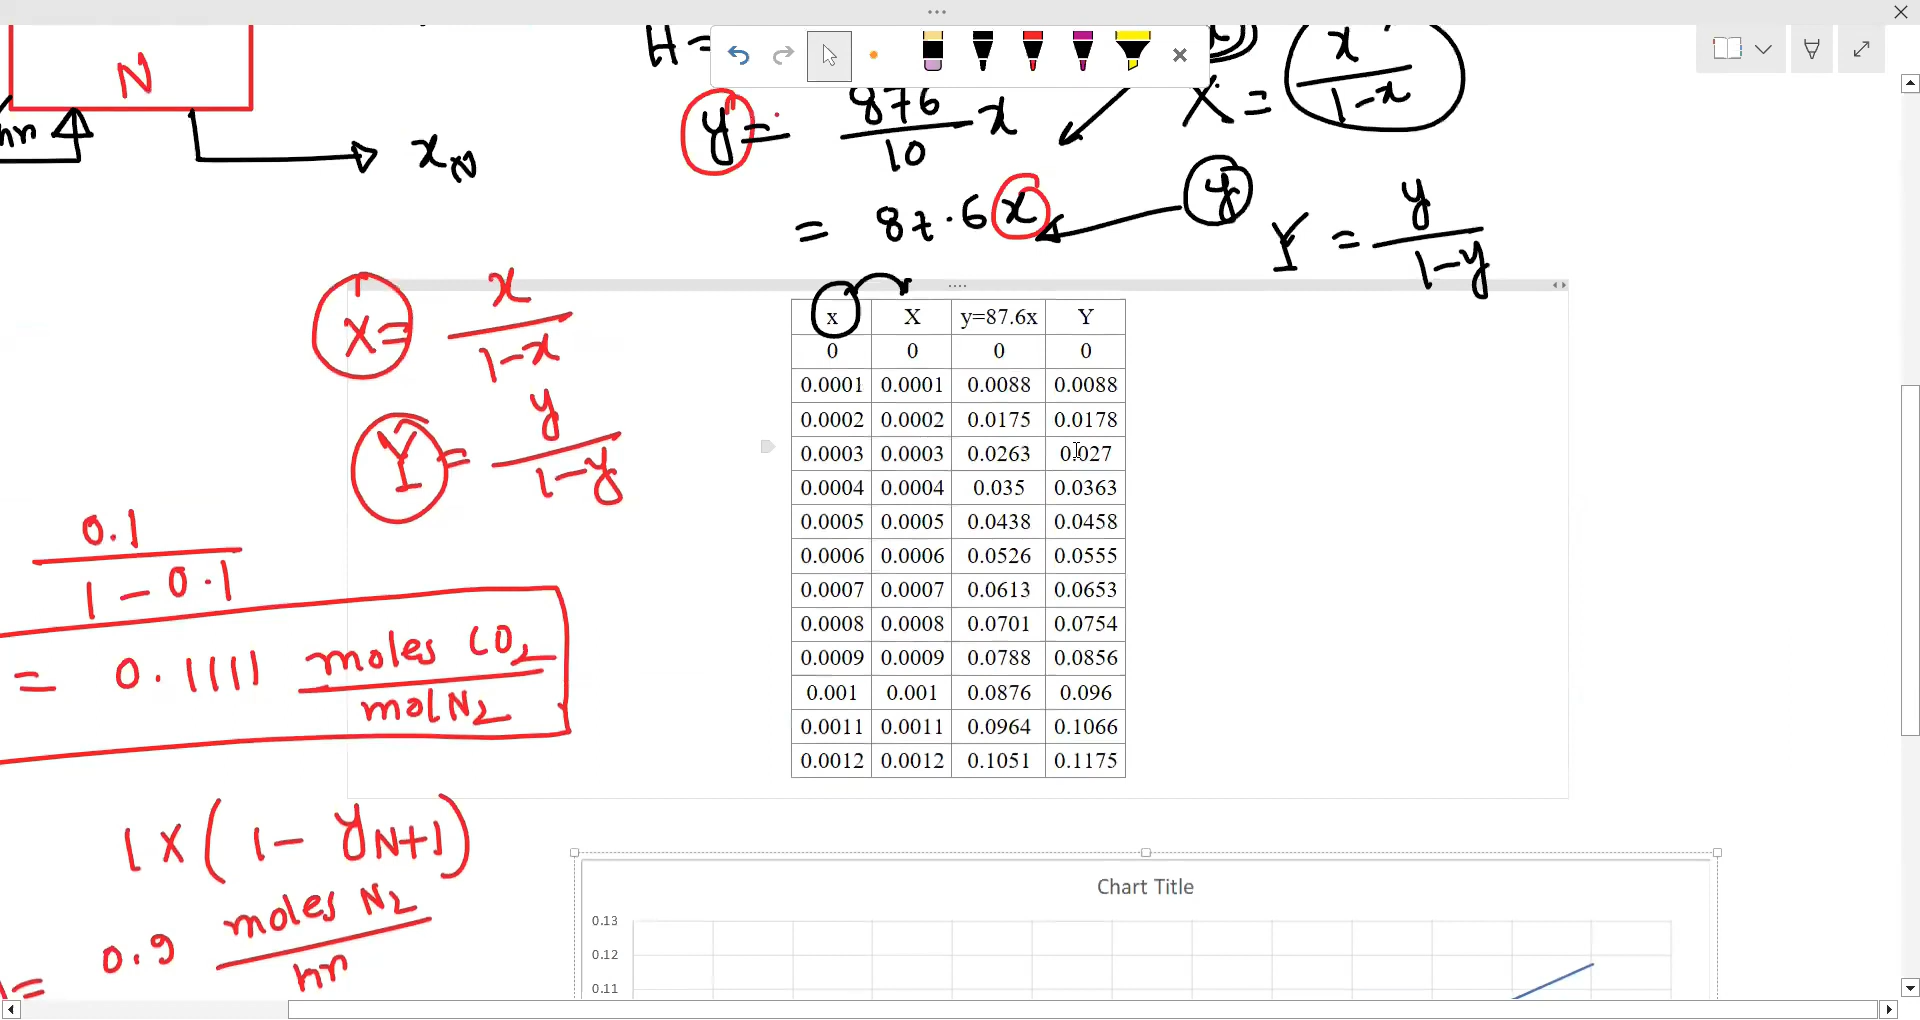 N
hr
x_N
H =
y = 876/10 x
= 87.6 x
X = x/1-x
y
Y = y/1-y
X = x/1-x
Y = y/1-y
x X y=87.6x Y
0 0 0 0
0.0001 0.0001 0.0088 0.0088
0.0002 0.0002 0.0175 0.0178
0.0003 0.0003 0.0263 0.027
0.0004 0.0004 0.035 0.0363
0.0005 0.0005 0.0438 0.0458
0.0006 0.0006 0.0526 0.0555
0.0007 0.0007 0.0613 0.0653
0.0008 0.0008 0.0701 0.0754
0.0009 0.0009 0.0788 0.0856
0.001 0.001 0.0876 0.096
0.0011 0.0011 0.0964 0.1066
0.0012 0.0012 0.1051 0.1175
0.1
1 - 0.1
= 0.1111 moles CO2
mol N2
1 X (1 - y_N+1)
= 0.9 moles N2
hr
Chart Title
0.13
0.12
0.11